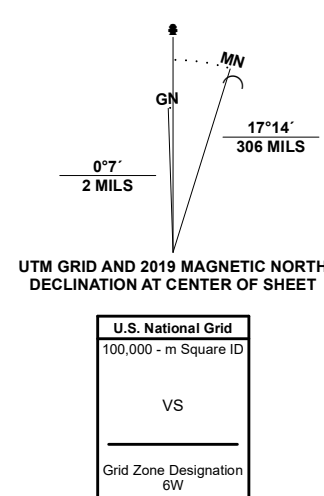 MN
GN
17°14´
306 MILS
0°7´
2 MILS
UTM GRID AND 2019 MAGNETIC NORTH
DECLINATION AT CENTER OF SHEET
U.S. National Grid
100,000 - m Square ID
VS
Grid Zone Designation
6W